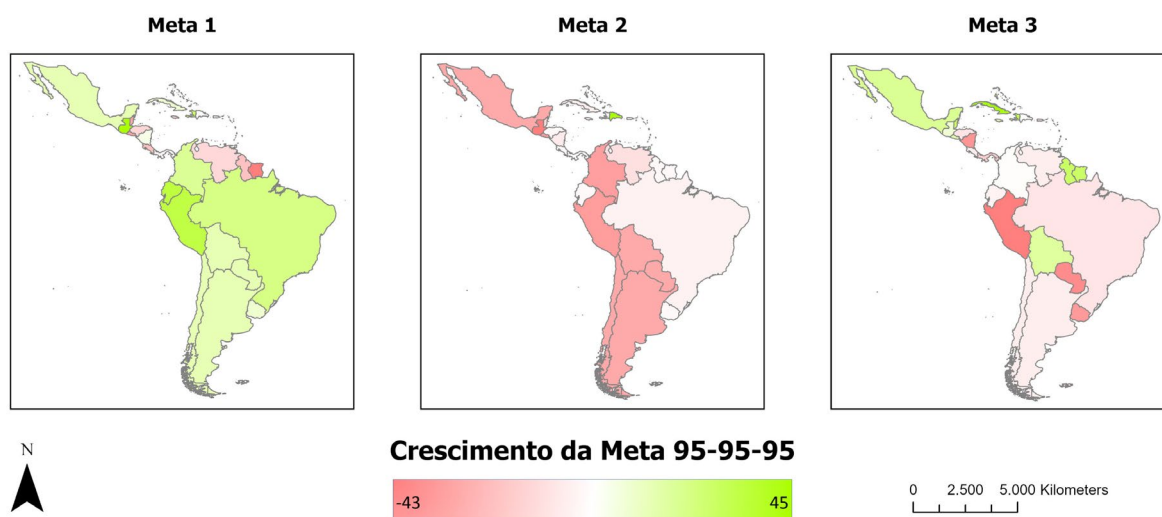 Meta 1
Meta 2
Meta 3
N
Crescimento da Meta 95-95-95
-43
45
0 2.500 5.000 Kilometers